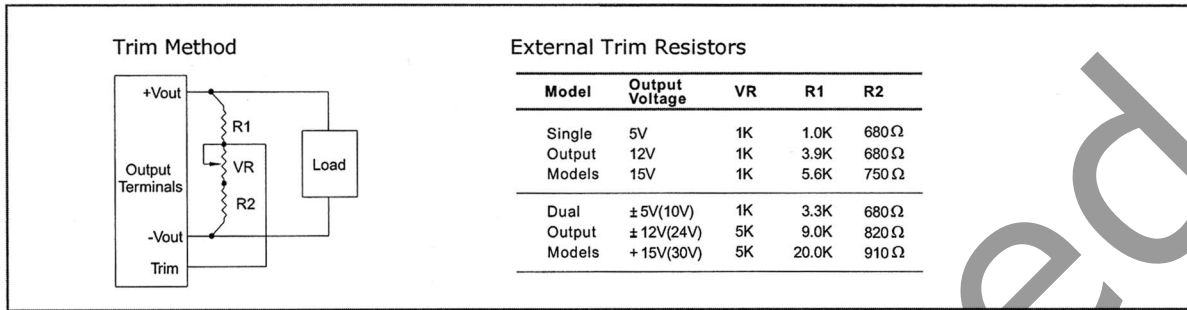 Trim Method
+Vout
R1
VR
Output
Terminals
R2
-Vout
Trim
Load
External Trim Resistors
Model Output Voltage VR R1 R2
Single 5V 1K 1.0K 680Ω
Output 12V 1K 3.9K 680Ω
Models 15V 1K 5.6K 750Ω
Dual ±5V(10V) 1K 3.3K 680Ω
Output ±12V(24V) 5K 9.0K 820Ω
Models +15V(30V) 5K 20.0K 910Ω
ed